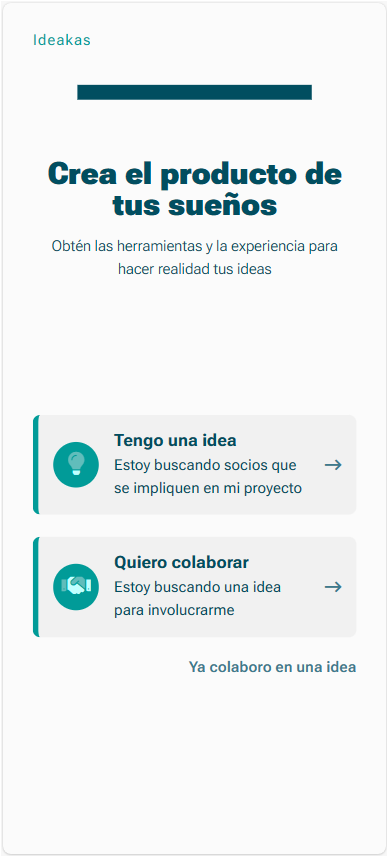 Ideakas
Crea el producto de
tus sueños
Obtén las herramientas y la experiencia para
hacer realidad tus ideas
Tengo una idea
Estoy buscando socios que
se impliquen en mi proyecto
Quiero colaborar
Estoy buscando una idea
para involucrarme
Ya colaboro en una idea